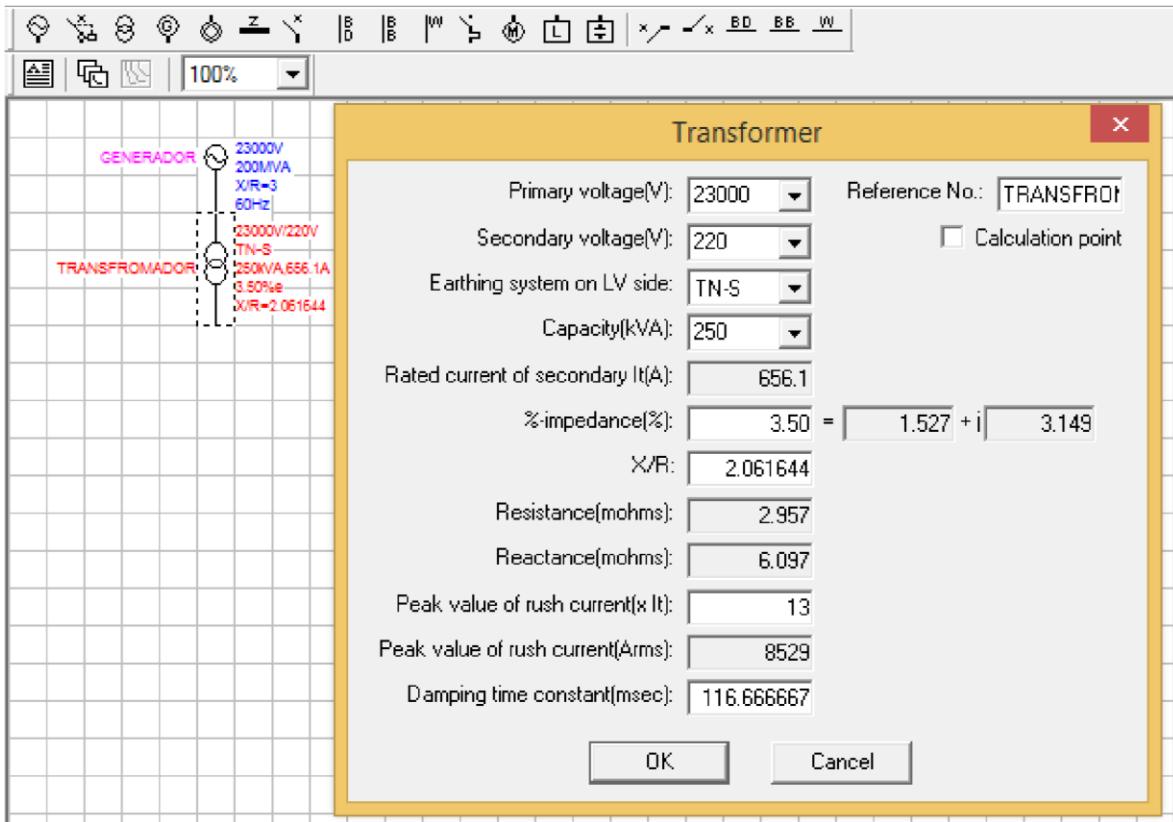 Z
B
D
B
B
W
G
M
L
BD
BB
W
100%
GENERADOR
23000V
200MVA
X/R=3
60Hz
TRANSFROMADOR
23000V/220V
TN-S
250kVA,656.1A
3.50%e
X/R=2.061644
Transformer
x
Primary voltage(V): 23000 Reference No.: TRANSFROM
Secondary voltage(V): 220 Calculation point
Earthing system on LV side: TN-S
Capacity(kVA): 250
Rated current of secondary It(A): 656.1
%-impedance(%): 3.50 = 1.527 + i 3.149
X/R: 2.061644
Resistance(mohms): 2.957
Reactance(mohms): 6.097
Peak value of rush current(x It): 13
Peak value of rush current(Arms): 8529
Damping time constant(msec): 116.666667
OK Cancel